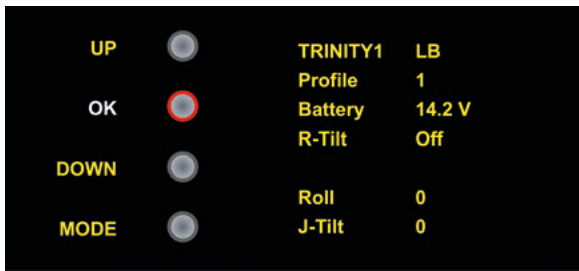 UP
OK
DOWN
MODE
TRINITY1 LB
Profile 1
Battery 14.2 V
R-Tilt Off
Roll 0
J-Tilt 0